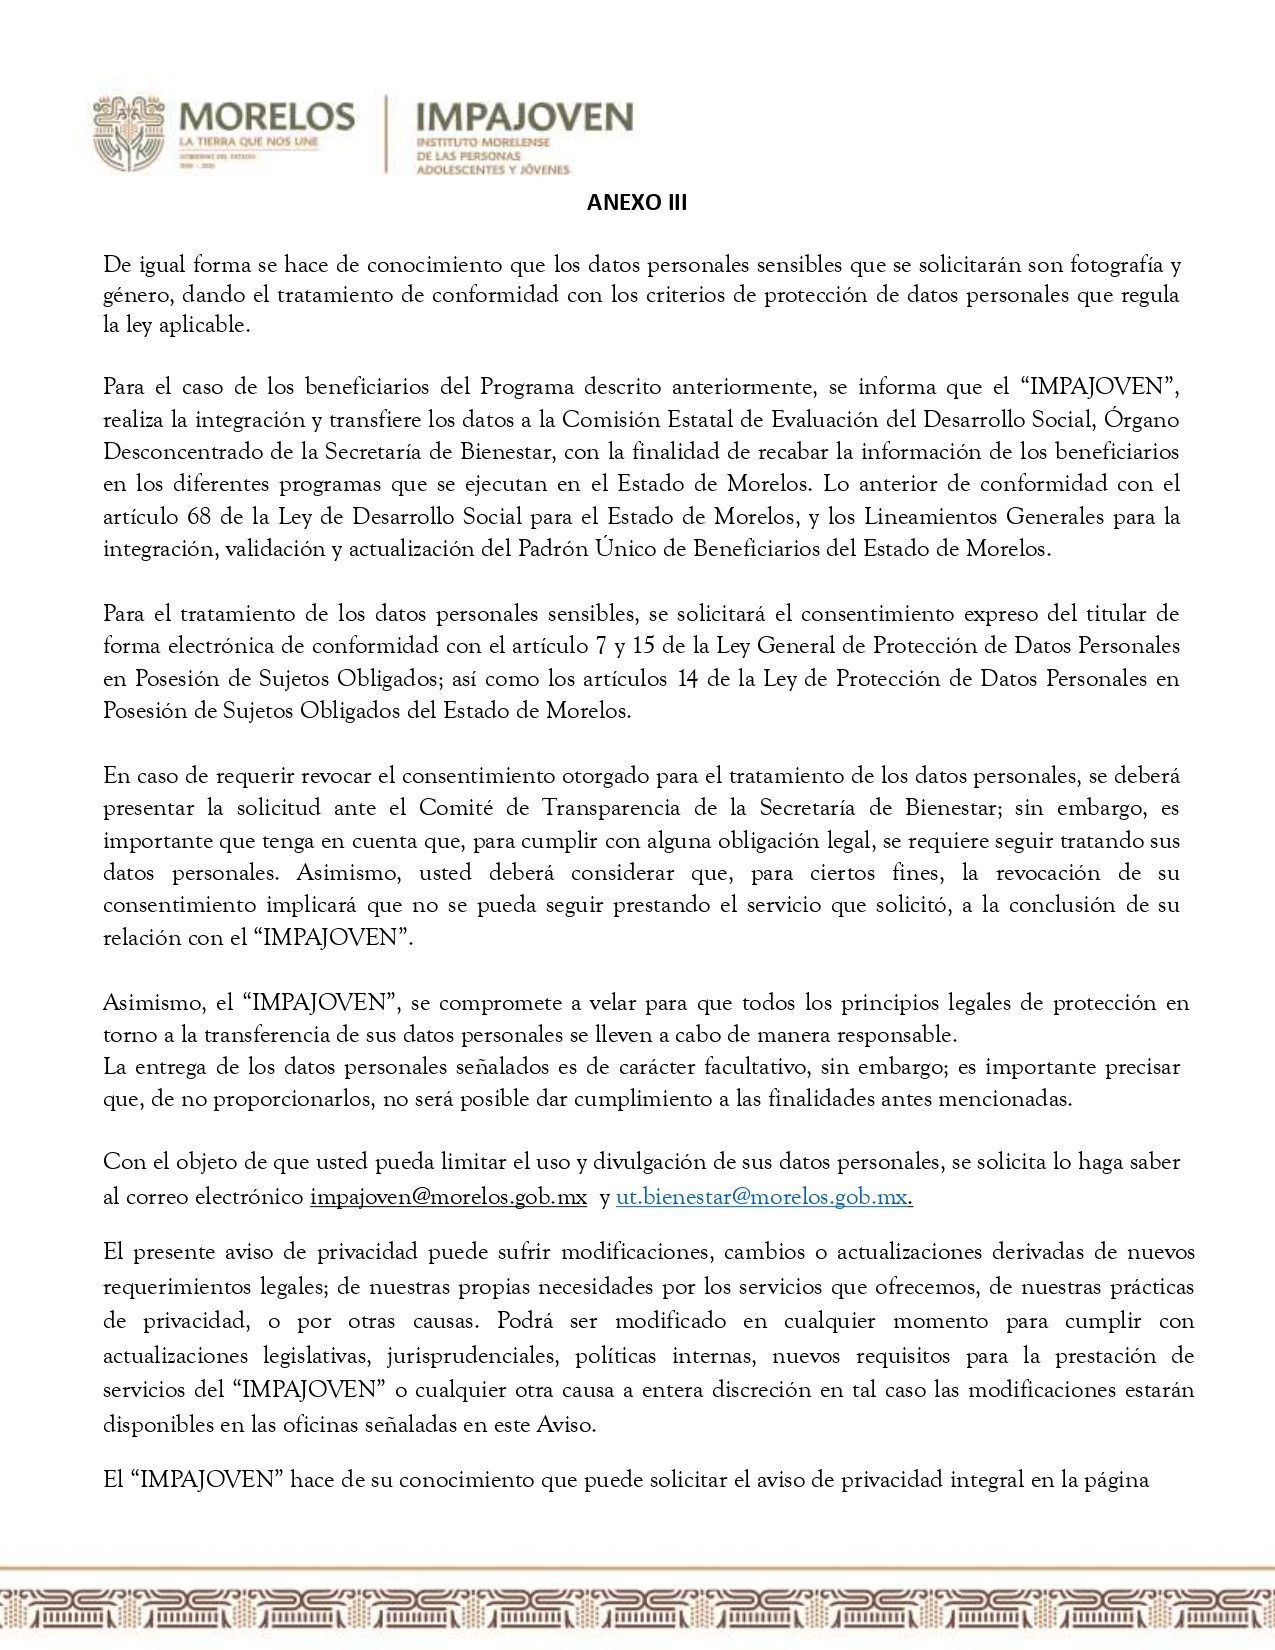 MORELOS
LA TIERRA QUE NOS UNE
GOBIERNO DEL ESTADO
IMPAJOVEN
INSTITUTO MORELENSE
DE LAS PERSONAS
ADOLESCENTES Y JÓVENES
ANEXO III
De igual forma se hace de conocimiento que los datos personales sensibles que se solicitarán son fotografía y
género, dando el tratamiento de conformidad con los criterios de protección de datos personales que regula
la ley aplicable.
Para el caso de los beneficiarios del Programa descrito anteriormente, se informa que el “IMPAJOVEN”,
realiza la integración y transfiere los datos a la Comisión Estatal de Evaluación del Desarrollo Social, Órgano
Desconcentrado de la Secretaría de Bienestar, con la finalidad de recabar la información de los beneficiarios
en los diferentes programas que se ejecutan en el Estado de Morelos. Lo anterior de conformidad con el
artículo 68 de la Ley de Desarrollo Social para el Estado de Morelos, y los Lineamientos Generales para la
integración, validación y actualización del Padrón Único de Beneficiarios del Estado de Morelos.
Para el tratamiento de los datos personales sensibles, se solicitará el consentimiento expreso del titular de
forma electrónica de conformidad con el artículo 7 y 15 de la Ley General de Protección de Datos Personales
en Posesión de Sujetos Obligados; así como los artículos 14 de la Ley de Protección de Datos Personales en
Posesión de Sujetos Obligados del Estado de Morelos.
En caso de requerir revocar el consentimiento otorgado para el tratamiento de los datos personales, se deberá
presentar la solicitud ante el Comité de Transparencia de la Secretaría de Bienestar; sin embargo, es
importante que tenga en cuenta que, para cumplir con alguna obligación legal, se requiere seguir tratando sus
datos personales. Asimismo, usted deberá considerar que, para ciertos fines, la revocación de su
consentimiento implicará que no se pueda seguir prestando el servicio que solicitó, a la conclusión de su
relación con el “IMPAJOVEN”.
Asimismo, el “IMPAJOVEN”, se compromete a velar para que todos los principios legales de protección en
torno a la transferencia de sus datos personales se lleven a cabo de manera responsable.
La entrega de los datos personales señalados es de carácter facultativo, sin embargo; es importante precisar
que, de no proporcionarlos, no será posible dar cumplimiento a las finalidades antes mencionadas.
Con el objeto de que usted pueda limitar el uso y divulgación de sus datos personales, se solicita lo haga saber
al correo electrónico impajoven@morelos.gob.mx y ut.bienestar@morelos.gob.mx.
El presente aviso de privacidad puede sufrir modificaciones, cambios o actualizaciones derivadas de nuevos
requerimientos legales; de nuestras propias necesidades por los servicios que ofrecemos, de nuestras prácticas
de privacidad, o por otras causas. Podrá ser modificado en cualquier momento para cumplir con
actualizaciones legislativas, jurisprudenciales, políticas internas, nuevos requisitos para la prestación de
servicios del “IMPAJOVEN” o cualquier otra causa a entera discreción en tal caso las modificaciones estarán
disponibles en las oficinas señaladas en este Aviso.
El “IMPAJOVEN” hace de su conocimiento que puede solicitar el aviso de privacidad integral en la página